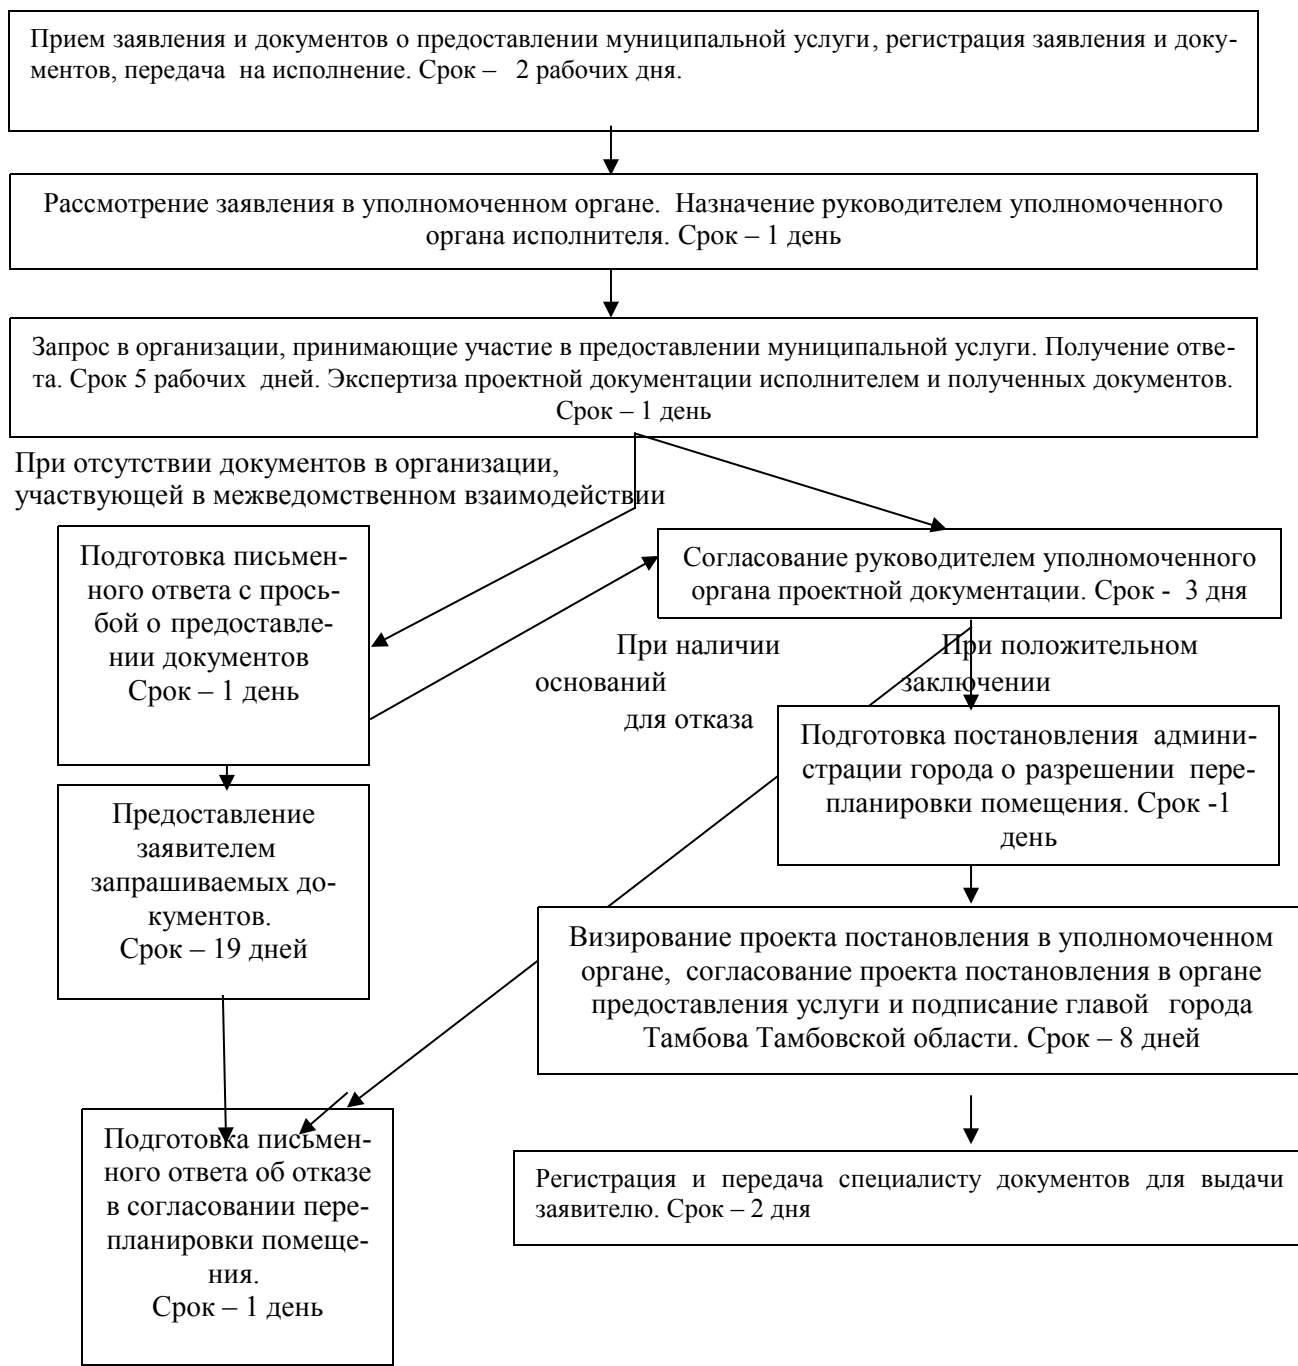 Прием заявления и документов о предоставлении муниципальной услуги, регистрация заявления и доку-
ментов, передача на исполнение. Срок – 2 рабочих дня.
Рассмотрение заявления в уполномоченном органе. Назначение руководителем уполномоченного
органа исполнителя. Срок – 1 день
Запрос в организации, принимающие участие в предоставлении муниципальной услуги. Получение отве-
та. Срок 5 рабочих дней. Экспертиза проектной документации исполнителем и полученных документов.
Срок – 1 день
При отсутствии документов в организации,
участвующей в межведомственном взаимодействии
Подготовка письмен-
ного ответа с прось-
бой о предоставле-
нии документов
Срок – 1 день
Согласование руководителем уполномоченного
органа проектной документации. Срок - 3 дня
При наличии
оснований
для отказа
При положительном
заключении
Подготовка постановления админи-
страции города о разрешении пере-
планировки помещения. Срок -1
день
Предоставление
заявителем
запрашиваемых до-
кументов.
Срок – 19 дней
Визирование проекта постановления в уполномоченном
органе, согласование проекта постановления в органе
предоставления услуги и подписание главой города
Тамбова Тамбовской области. Срок – 8 дней
Подготовка письмен-
ного ответа об отказе
в согласовании пере-
планировки помеще-
ния.
Срок – 1 день
Регистрация и передача специалисту документов для выдачи
заявителю. Срок – 2 дня